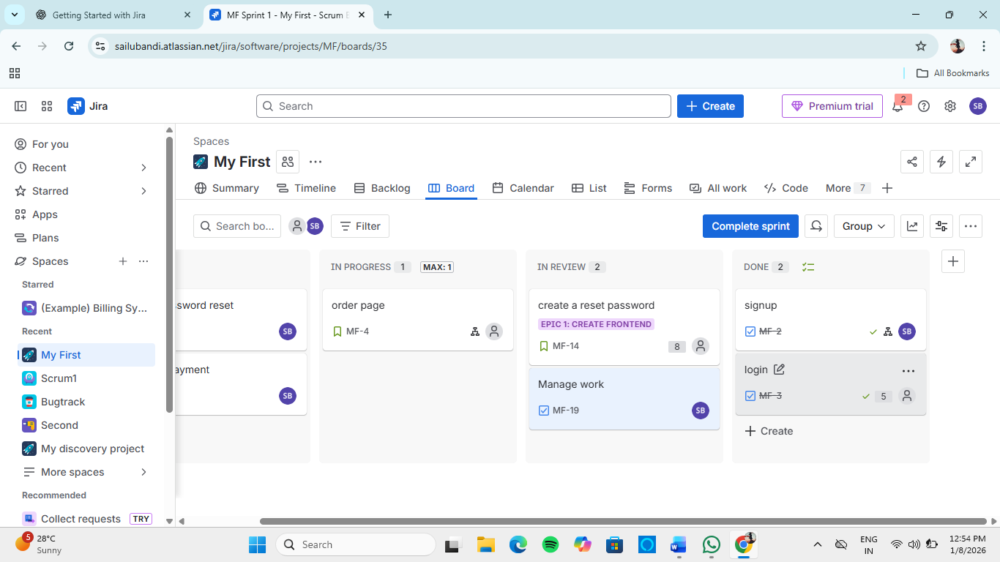 Getting Started with Jira
MF Sprint 1 - My First - Scrum B
sailubandi.atlassian.net/jira/software/projects/MF/boards/35
All Bookmarks
Jira
Search
Create
Premium trial
2
SB
For you
Recent
Starred
Apps
Plans
Spaces
Starred
(Example) Billing Sy...
Recent
My First
Scrum1
Bugtrack
Second
My discovery project
More spaces
Recommended
Collect requests TRY
Spaces
My First
Summary Timeline Backlog Board Calendar List Forms All work Code More 7
Search bo... SB Filter Complete sprint Group
sword reset
SB
ayment
SB
IN PROGRESS 1 MAX: 1
order page
MF-4
IN REVIEW 2
create a reset password
EPIC 1: CREATE FRONTEND
MF-14 8
Manage work
MF-19 SB
DONE 2
signup
MF-2 SB
login
MF-3 5
Create
5
28°C
Sunny
Search
ENG
IN
12:54 PM
1/8/2026